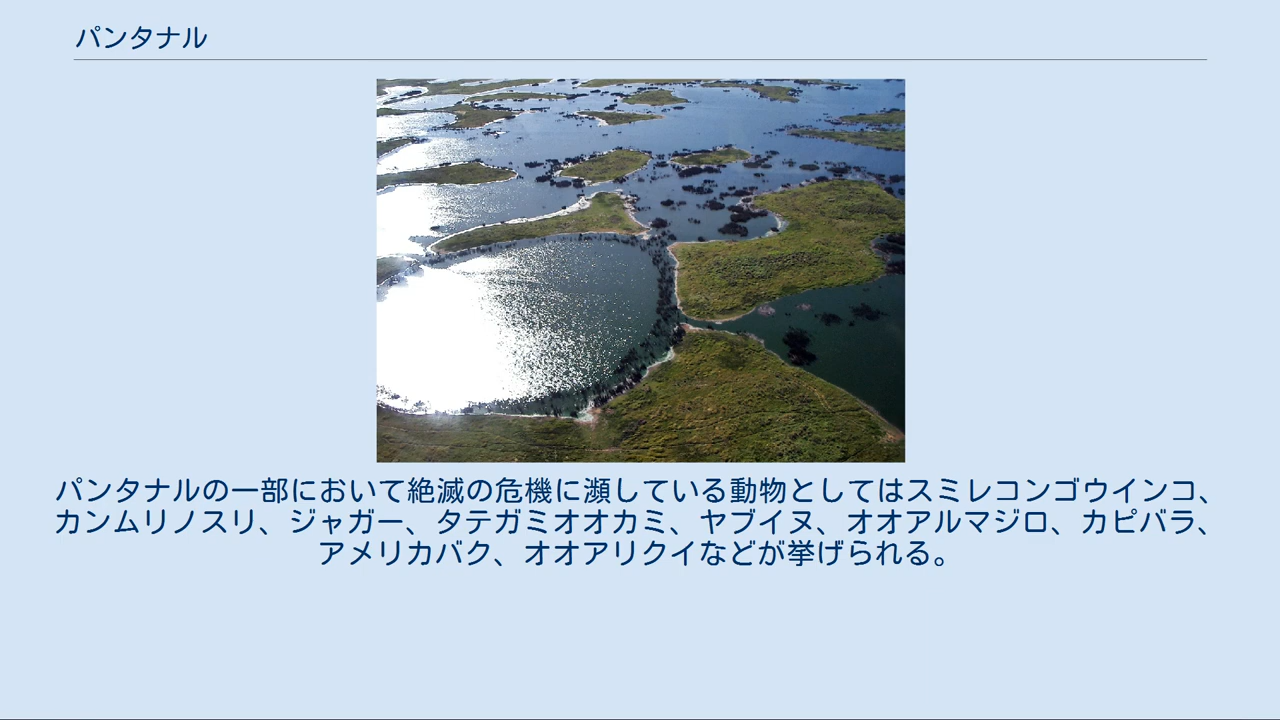 パンタナル
パンタナルの一部において絶滅の危機に瀕している動物としてはスミレコンゴウインコ、
カンムリノスリ、ジャガー、タテガミオオカミ、ヤブイヌ、オオアルマジロ、カピバラ、
アメリカバク、オオアリクイなどが挙げられる。